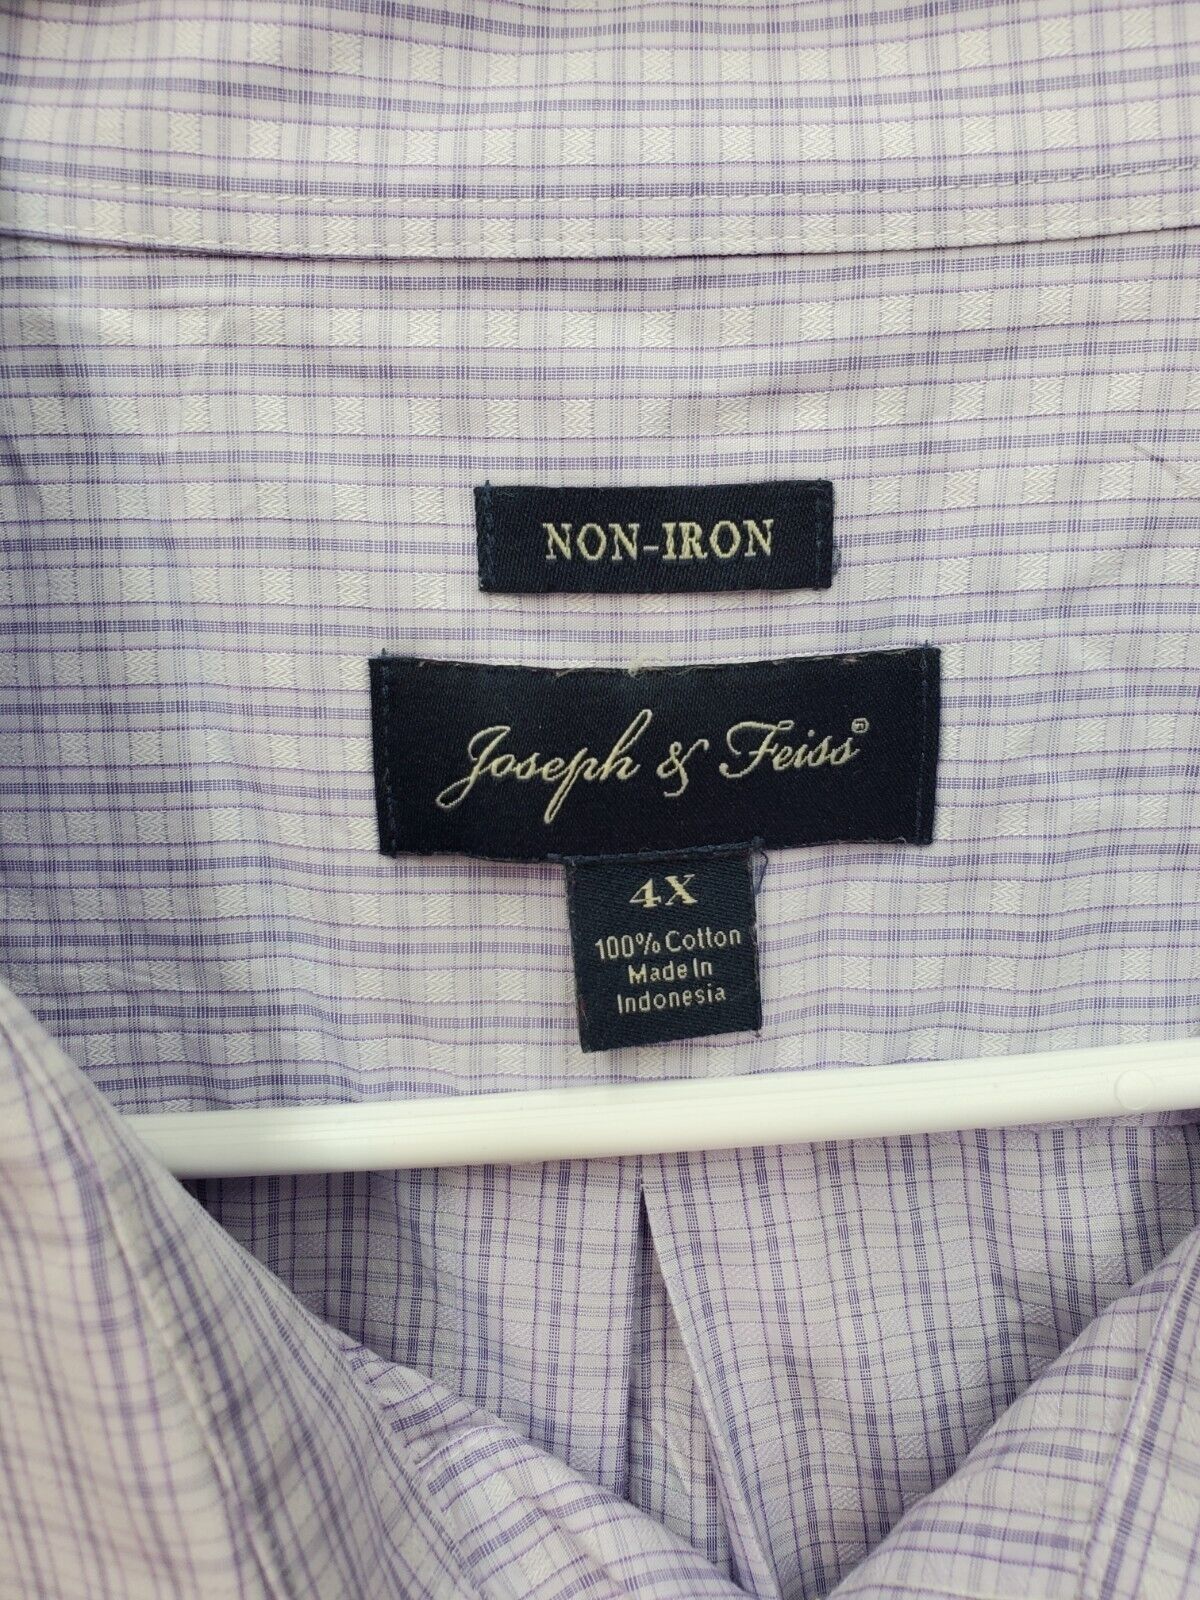 NON-IRON
Joseph & Feiss®
4X
100% Cotton
Made In
Indonesia